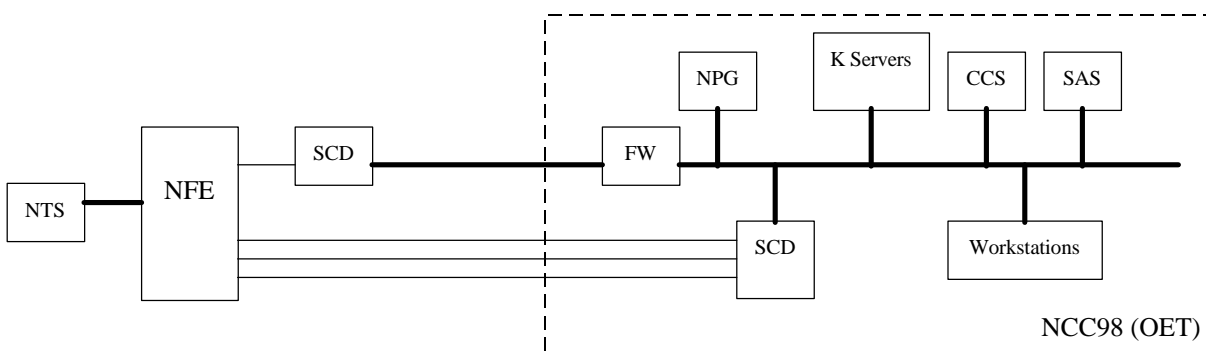 K Servers
NPG
CCS
SAS
SCD
FW
NFE
NTS
SCD
Workstations
NCC98 (OET)